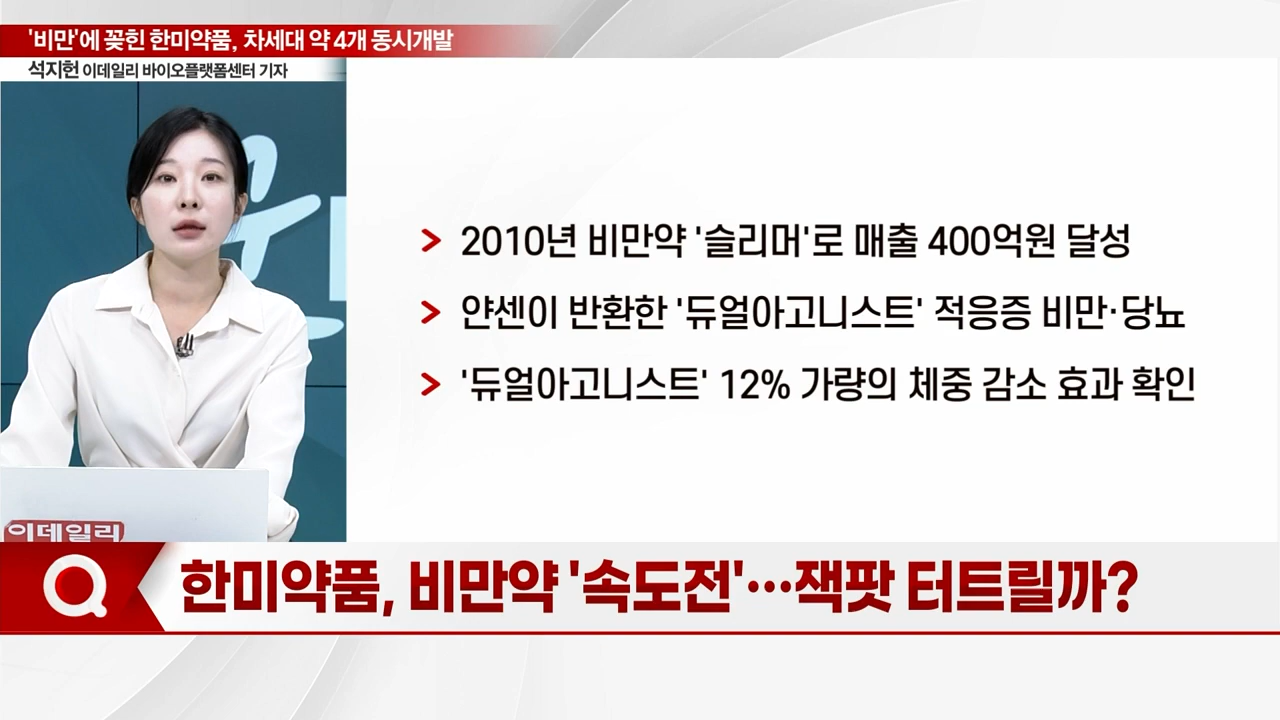 '비만'에 꽂힌 한미약품, 차세대 약 4개 동시개발
석지헌 이데일리 바이오플랫폼센터 기자
> 2010년 비만약 '슬리머'로 매출 400억원 달성
> 얀센이 반환한 '듀얼아고니스트' 적응증 비만·당뇨
> '듀얼아고니스트' 12% 가량의 체중 감소 효과 확인
이데일리
Q 한미약품, 비만약 '속도전'…잭팟 터트릴까?